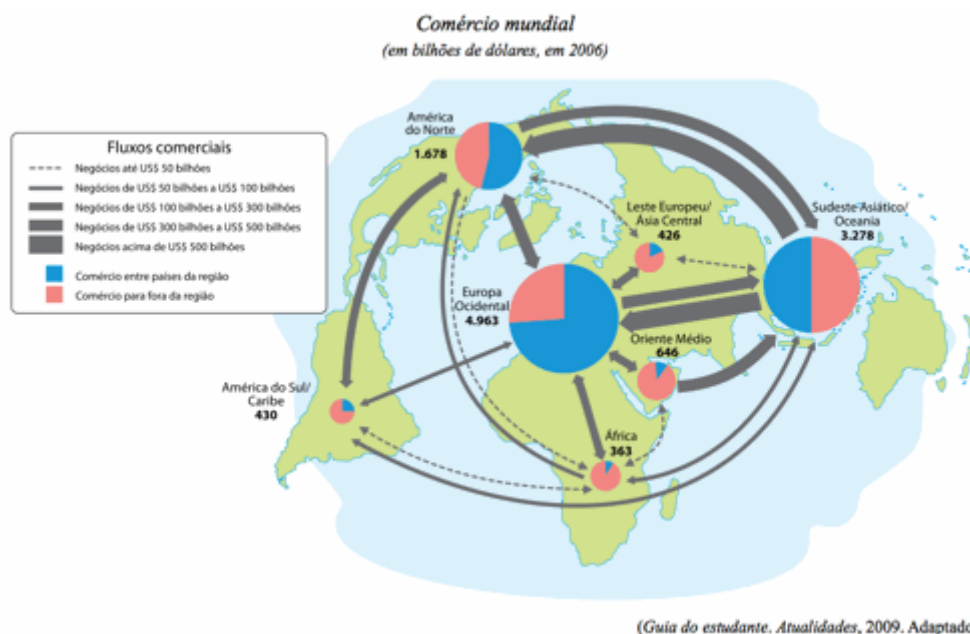 Comércio mundial
(em bilhões de dólares, em 2006)
Fluxos comerciais
Negócios até US$ 50 bilhões
Negócios de US$ 50 bilhões a US$ 100 bilhões
Negócios de US$ 100 bilhões a US$ 300 bilhões
Negócios de US$ 300 bilhões a US$ 500 bilhões
Negócios acima de US$ 500 bilhões
Comércio entre países da região
Comércio para fora da região
América
do Norte
1.678
Leste Europeu/
Ásia Central
426
Sudeste Asiático/
Oceania
3.278
Europa
Ocidental
4.963
Oriente Médio
646
América do Sul/
Caribe
430
África
363
(Guia do estudante. Atualidades, 2009. Adaptado